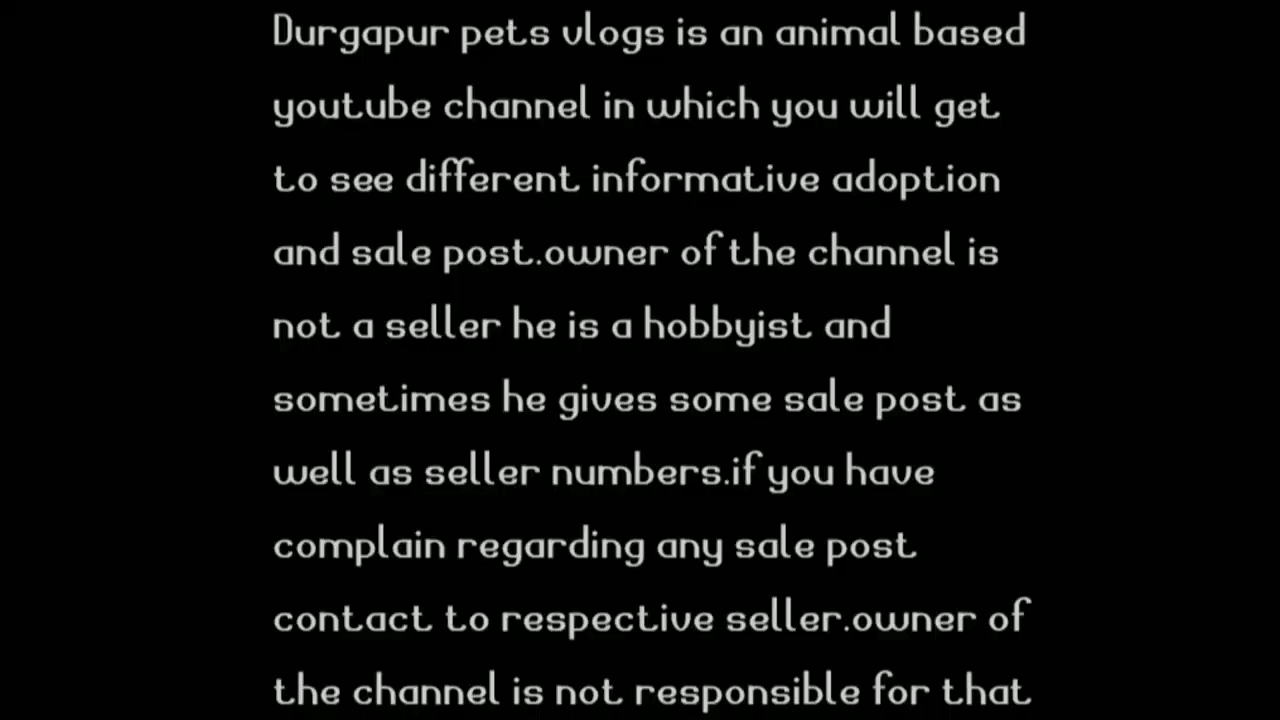 Durgapur pets vlogs is an animal based
youtube channel in which you will get
to see different informative adoption
and sale post.owner of the channel is
not a seller he is a hobbyist and
sometimes he gives some sale post as
well as seller numbers.if you have
complain regarding any sale post
contact to respective seller.owner of
the channel is not responsible for that